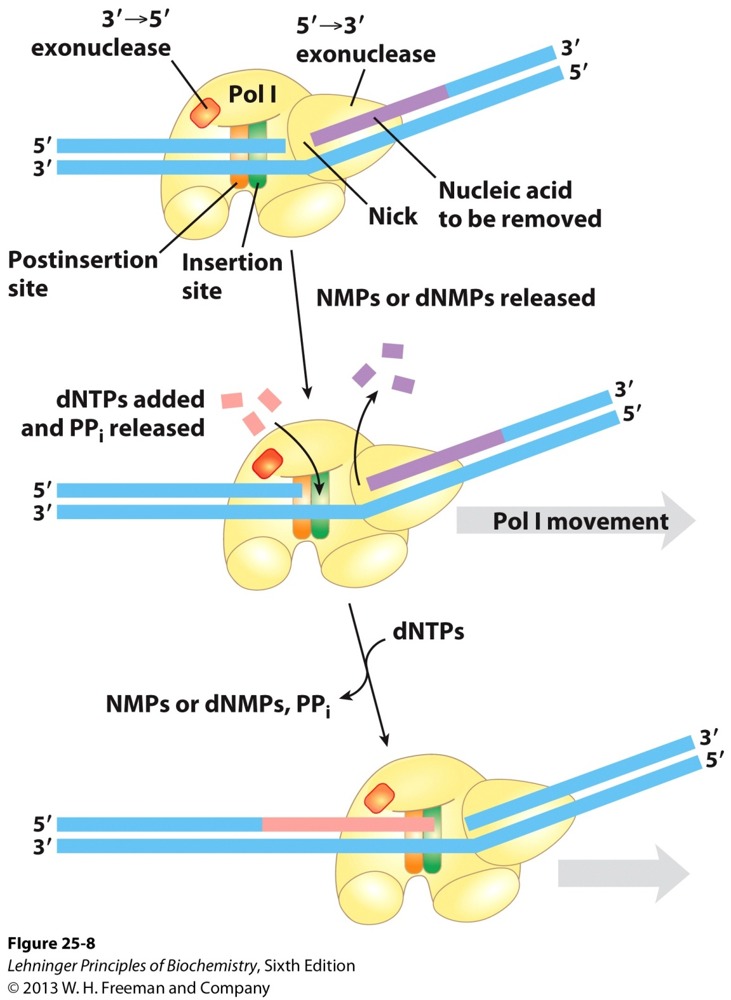 3′→5′
exonuclease
5′→3′
exonuclease
3′
5′
Pol I
5′
3′
Nucleic acid
to be removed
Nick
Postinsertion
site
Insertion
site
NMPs or dNMPs released
dNTPs added
and PPi released
3′
5′
5′
3′
Pol I movement
dNTPs
NMPs or dNMPs, PPi
3′
5′
5′
3′
FIgure 25-8
Lehninger Principles of Biochemistry, Sixth Edition
© 2013 W. H. Freeman and Company